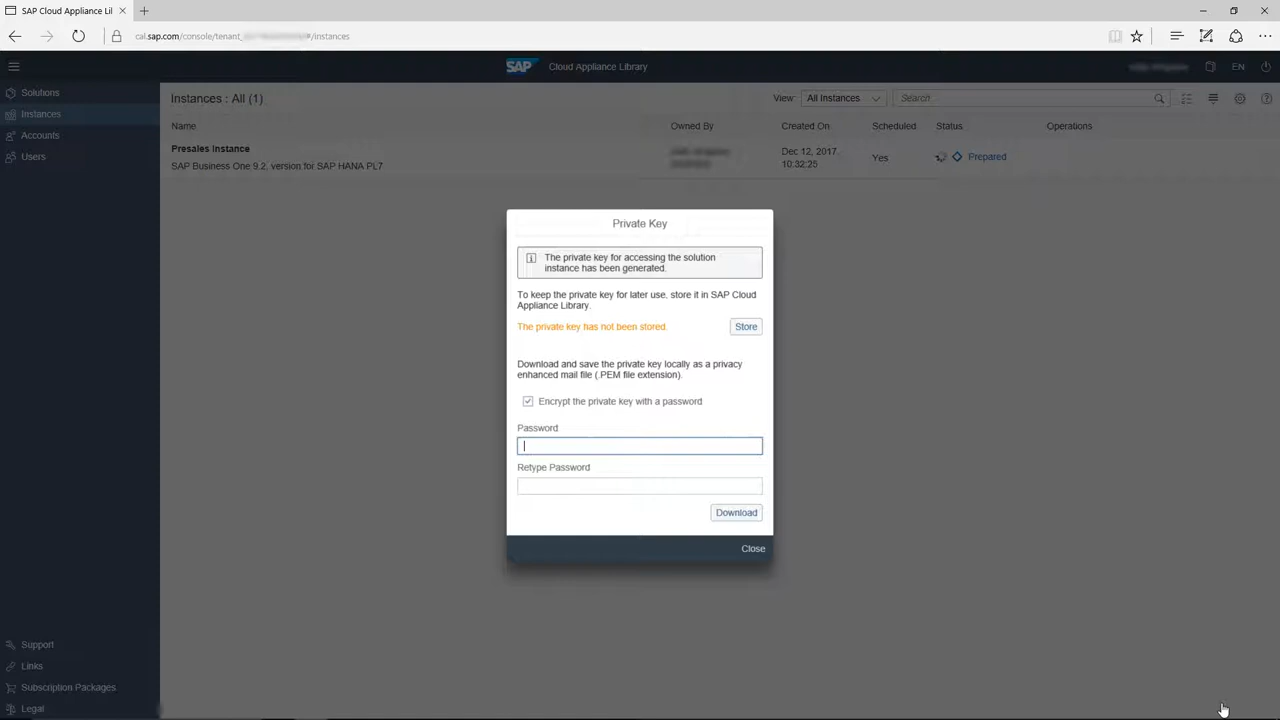 SAP Cloud Appliance Lil
cal.sap.com/console/tenant_
/instances
SAP Cloud Appliance Library
EN
Solutions
Instances
Accounts
Users
Instances : All (1)
View: All Instances
Search
Name
Owned By
Created On
Scheduled
Status
Operations
Presales Instance
SAP Business One 9.2, version for SAP HANA PL7
Dec 12, 2017,
10:32:25
Yes
Prepared
Private Key
The private key for accessing the solution
instance has been generated.
To keep the private key for later use, store it in SAP Cloud
Appliance Library.
The private key has not been stored.
Store
Download and save the private key locally as a privacy
enhanced mail file (.PEM file extension).
Encrypt the private key with a password
Password
Retype Password
Download
Close
Support
Links
Subscription Packages
Legal